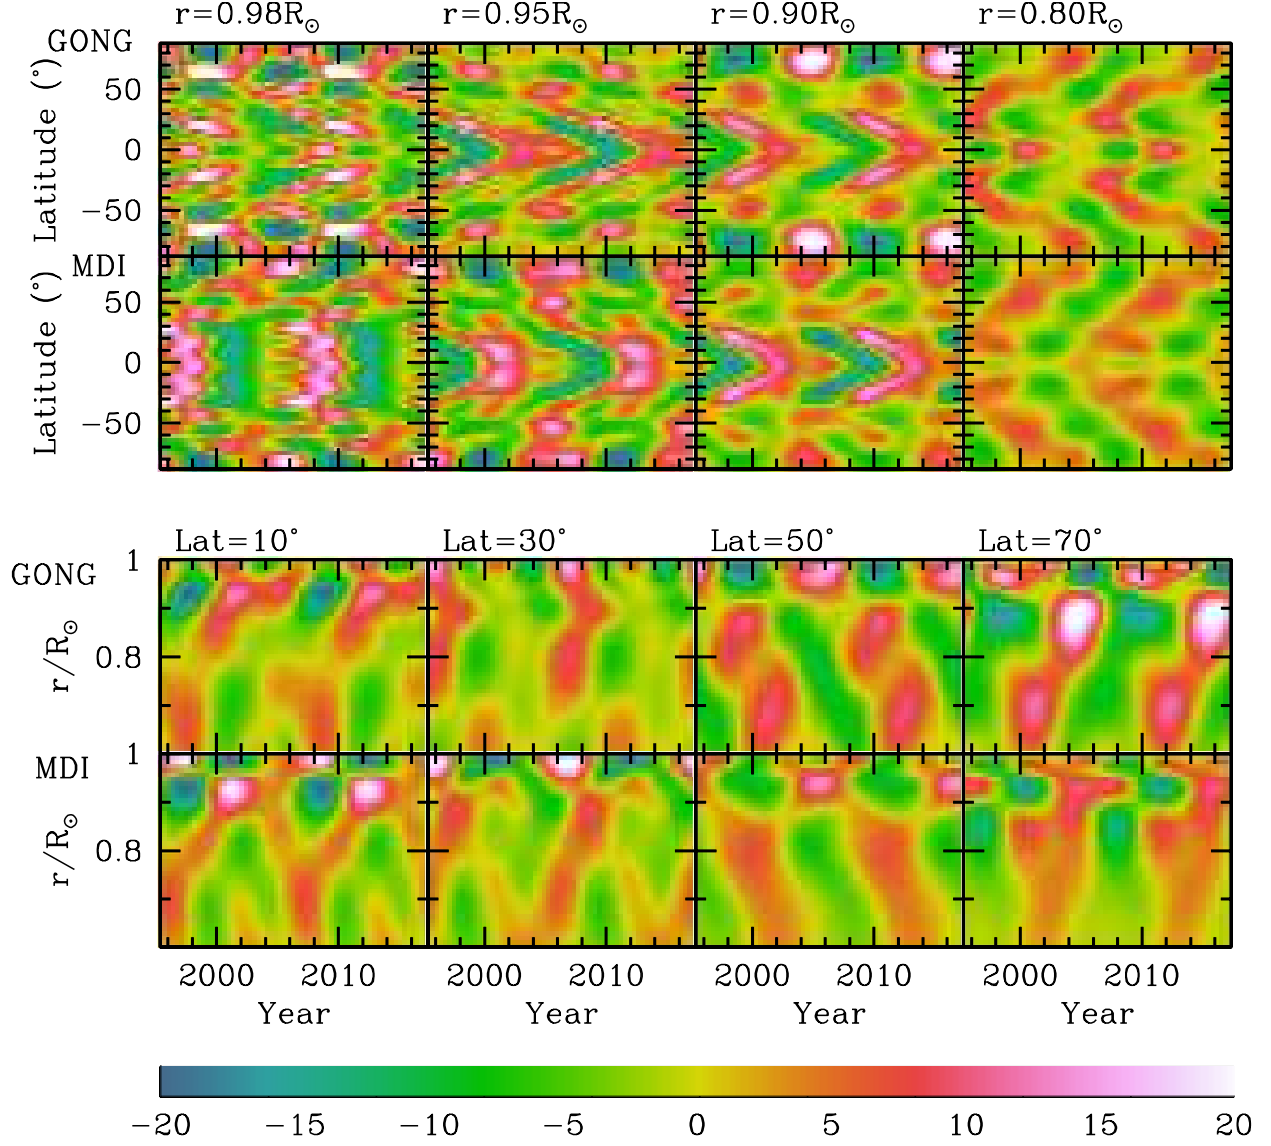 r=0.98R⊙ r=0.95R⊙ r=0.90R⊙ r=0.80R⊙
GONG
Latitude (°)
50
0
−50
MDI
Latitude (°)
50
0
−50
Lat=10° Lat=30° Lat=50° Lat=70°
1
GONG
r/R⊙
0.8
1
MDI
r/R⊙
0.8
2000 2010 2000 2010 2000 2010 2000 2010
Year Year Year Year
−20 −15 −10 −5 0 5 10 15 20